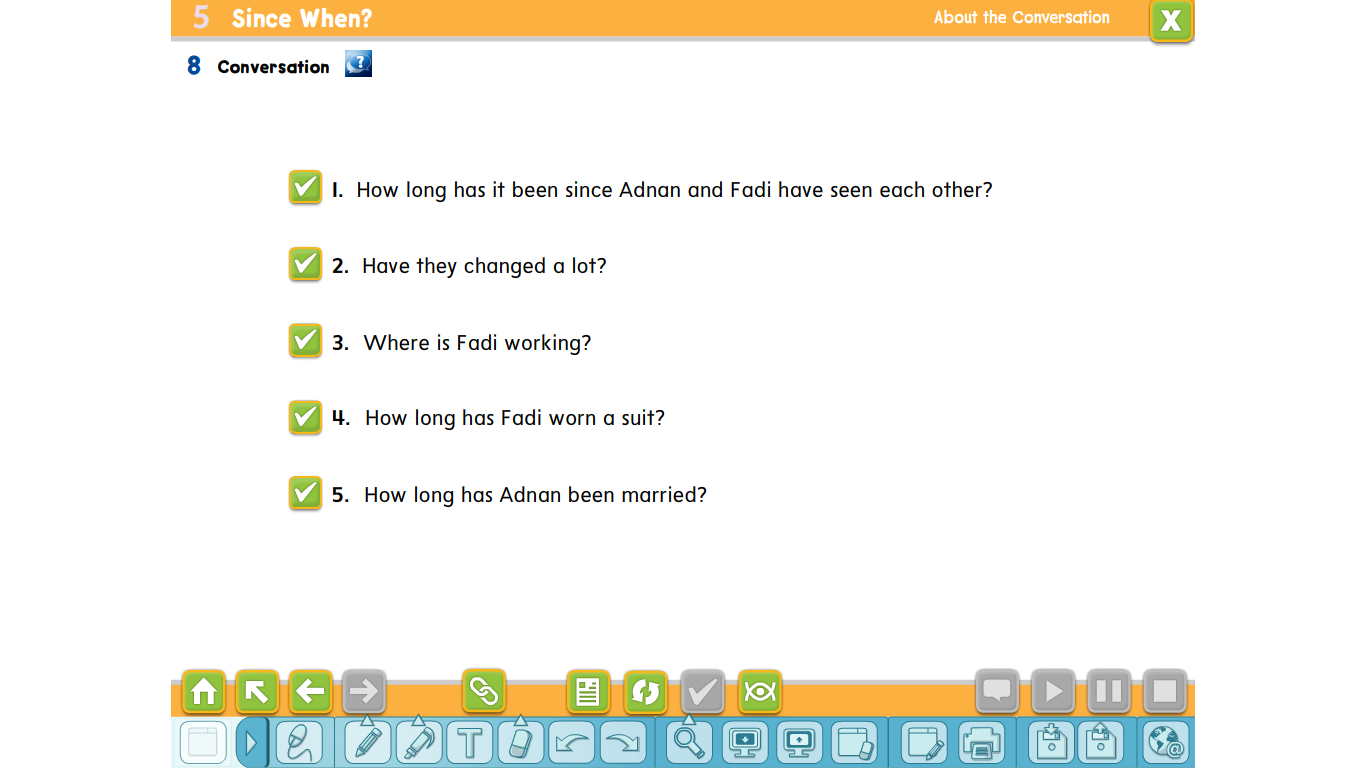 5 Since When?
About the Conversation
X
8 Conversation
?
1. How long has it been since Adnan and Fadi have seen each other?
2. Have they changed a lot?
3. Where is Fadi working?
4. How long has Fadi worn a suit?
5. How long has Adnan been married?
T
@